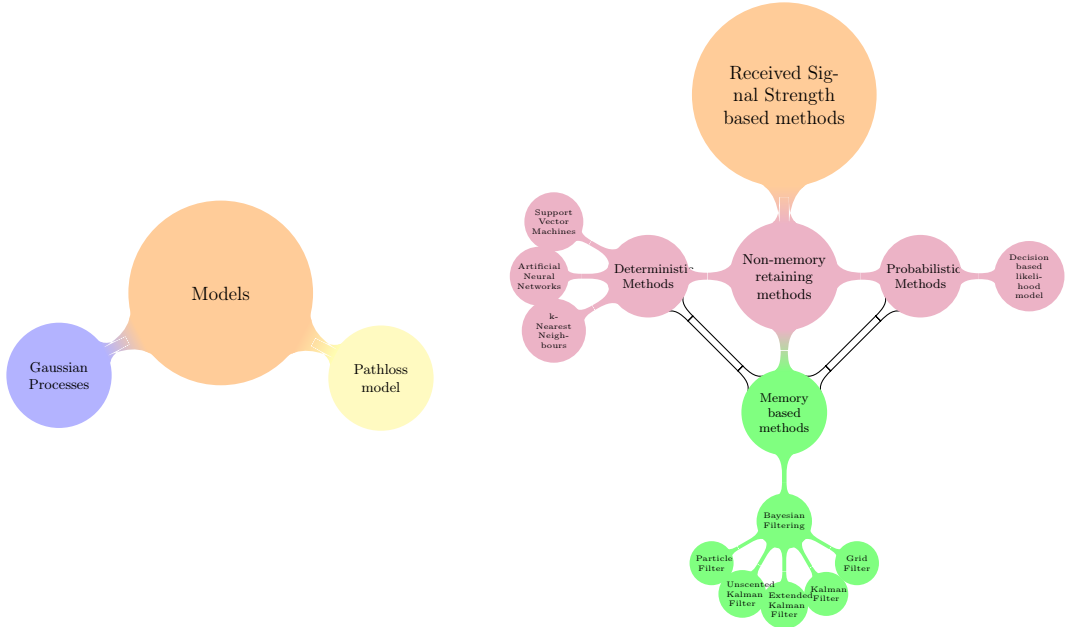 Models
Gaussian
Processes
Pathloss
model
Received Sig-
nal Strength
based methods
Support
Vector
Machines
Artificial
Neural
Networks
k-
Nearest
Neigh-
bours
Deterministic
Methods
Non-memory
retaining
methods
Probabilistic
Methods
Decision
based
likeli-
hood
model
Memory
based
methods
Bayesian
Filtering
Particle
Filter
Unscented
Kalman
Filter
Extended
Kalman
Filter
Kalman
Filter
Grid
Filter